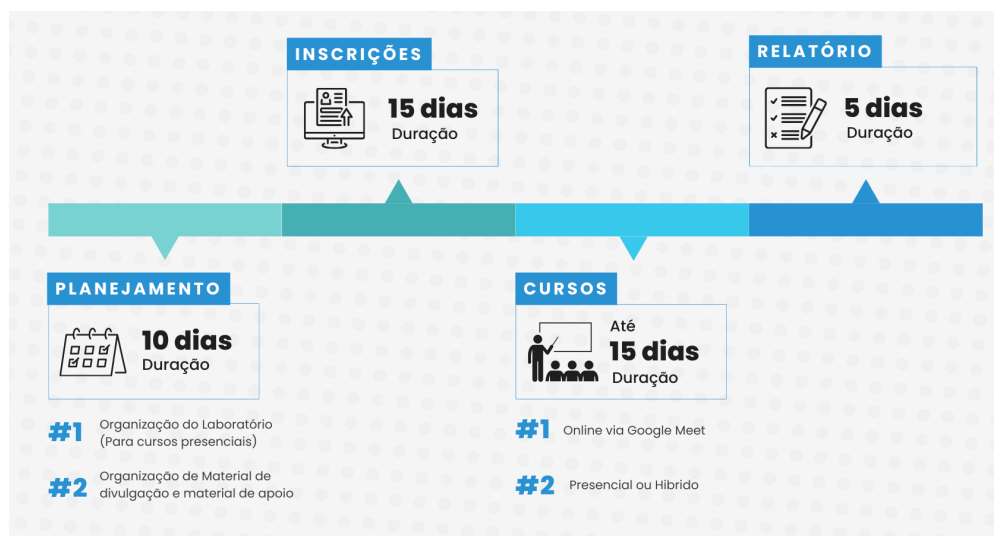 INSCRIÇÕES
15 dias
Duração
RELATÓRIO
5 dias
Duração
PLANEJAMENTO
10 dias
Duração
#1 Organização do Laboratório
(Para cursos presenciais)
#2 Organização de Material de
divulgação e material de apoio
CURSOS
Até
15 dias
Duração
#1 Online via Google Meet
#2 Presencial ou Hibrido